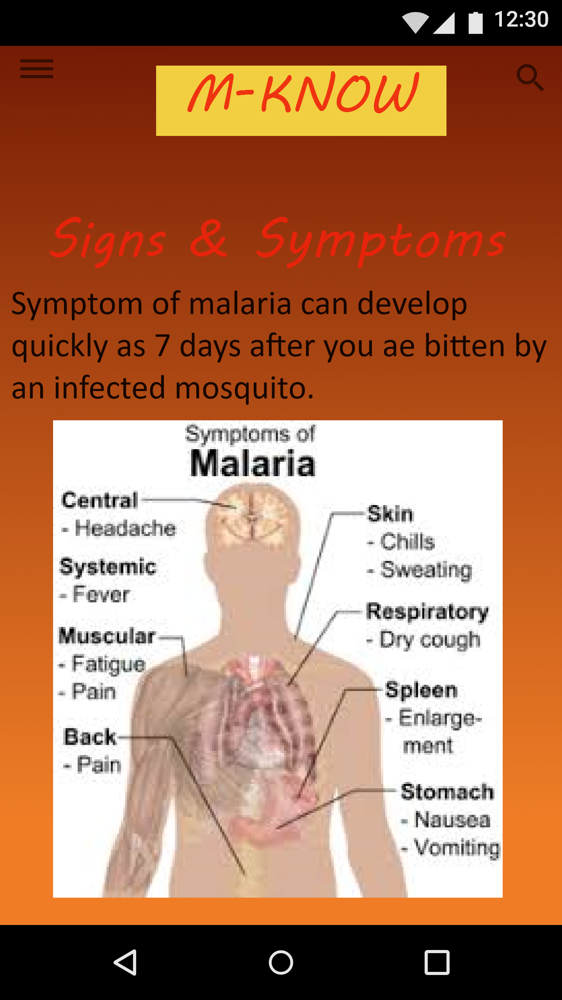 12:30
M-KNOW
Signs & Symptoms
Symptom of malaria can develop
quickly as 7 days after you ae bitten by
an infected mosquito.
Symptoms of
Malaria
Central
- Headache
Systemic
- Fever
Muscular
- Fatigue
- Pain
Back
- Pain
Skin
- Chills
- Sweating
Respiratory
- Dry cough
Spleen
- Enlarge-
ment
Stomach
- Nausea
- Vomiting